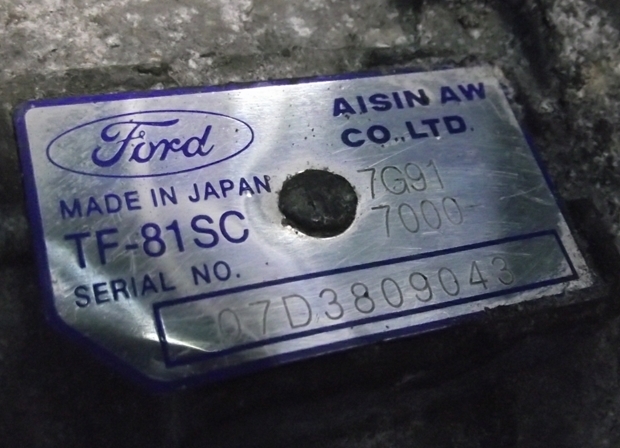 Ford
AISIN AW
CO.,LTD.
MADE IN JAPAN
7G91
TF-81SC
7000-
SERIAL NO.
07D3809043